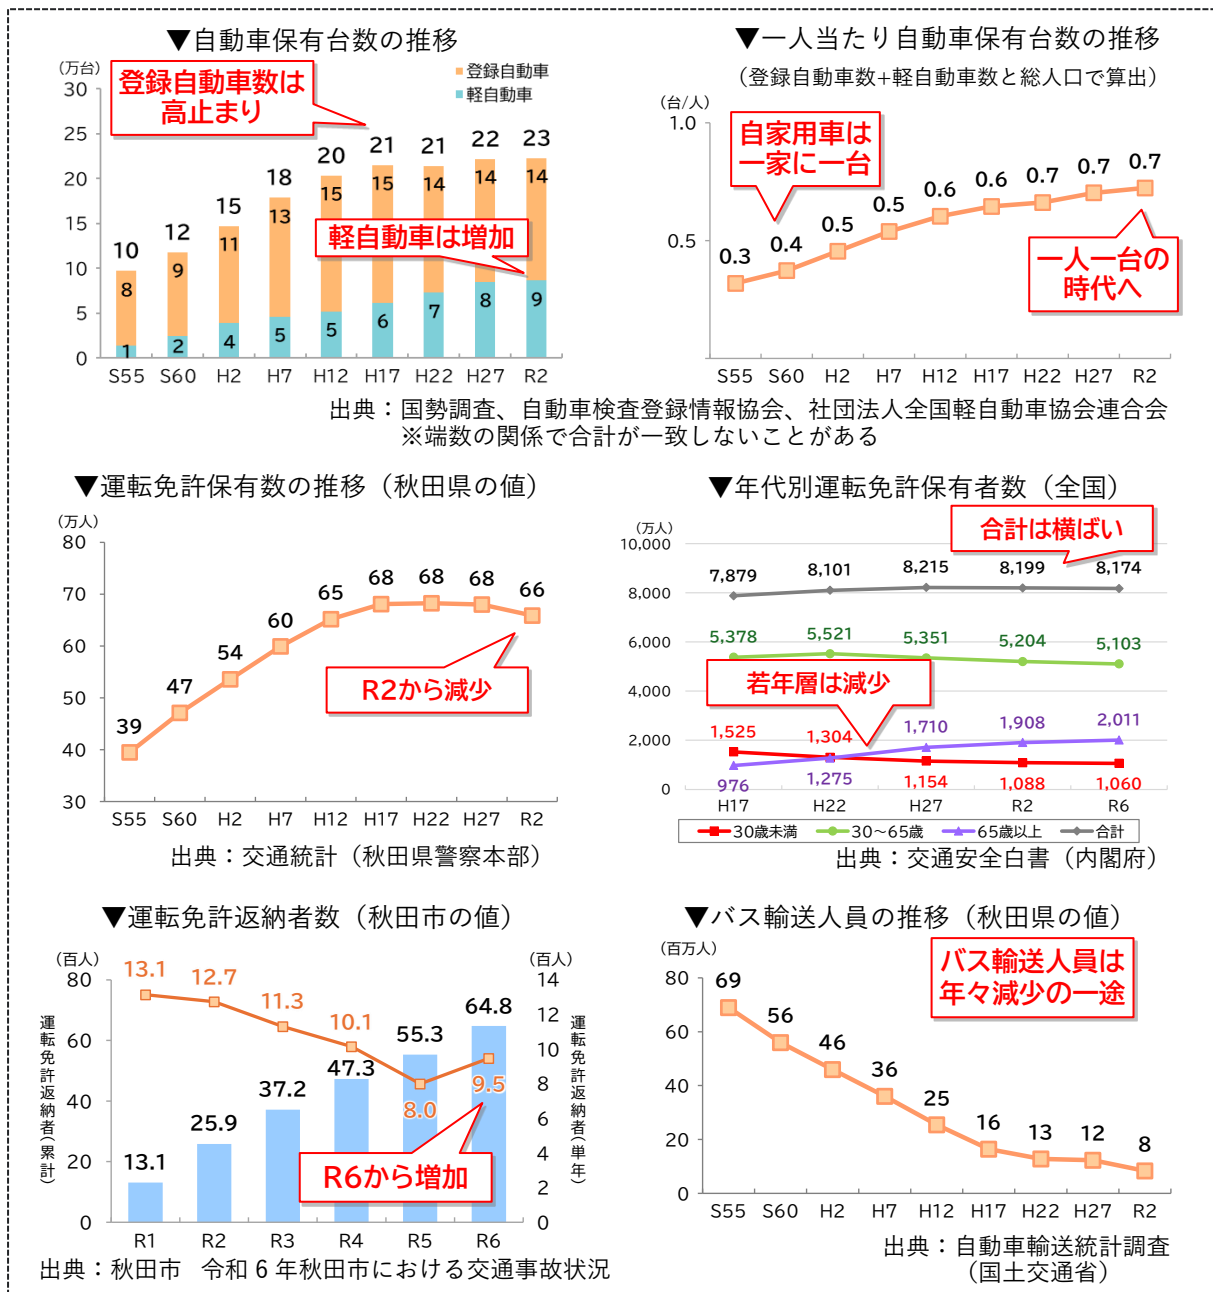 ▼自動車保有台数の推移
(万台)
登録自動車数は
高止まり
■登録自動車
■軽自動車
30
25
20
15
10
5
0
10
12
15
18
20
21
21
22
23
8
9
11
13
15
15
14
14
14
軽自動車は増加
1
2
4
5
5
6
7
8
9
S55 S60 H2 H7 H12 H17 H22 H27 R2
▼一人当たり自動車保有台数の推移
(登録自動車数+軽自動車数と総人口で算出)
(台/人)
1.0
0.5
自家用車は
一家に一台
0.3
0.4
0.5
0.5
0.6
0.6
0.7
0.7
0.7
一人一台の
時代へ
S55 S60 H2 H7 H12 H17 H22 H27 R2
出典：国勢調査、自動車検査登録情報協会、社団法人全国軽自動車協会連合会
※端数の関係で合計が一致しないことがある
▼運転免許保有数の推移（秋田県の値）
(万人)
80
70
60
50
40
30
39
47
54
60
65
68
68
68
66
R2から減少
S55 S60 H2 H7 H12 H17 H22 H27 R2
出典：交通統計（秋田県警察本部）
▼年代別運転免許保有者数（全国）
(万人)
合計は横ばい
10,000
8,000
6,000
4,000
2,000
0
7,879 8,101 8,215 8,199 8,174
5,378 5,521 5,351 5,204 5,103
若年層は減少
1,525 1,304 1,710 1,908 2,011
976 1,275 1,154 1,088 1,060
H17 H22 H27 R2 R6
30歳未満 30～65歳 65歳以上 合計
出典：交通安全白書（内閣府）
▼運転免許返納者数（秋田市の値）
(百人)
(百人)
80
60
40
20
0
運転免許返納者(累計)
13.1
12.7
11.3
10.1
8.0
9.5
13.1
25.9
37.2
47.3
55.3
64.8
R6から増加
14
12
10
8
6
4
2
0
運転免許返納者(単年)
R1 R2 R3 R4 R5 R6
出典：秋田市　令和6年秋田市における交通事故状況
▼バス輸送人員の推移（秋田県の値）
(百万人)
バス輸送人員は
年々減少の一途
80
60
40
20
0
69
56
46
36
25
16
13
12
8
S55 S60 H2 H7 H12 H17 H22 H27 R2
出典：自動車輸送統計調査
（国土交通省）